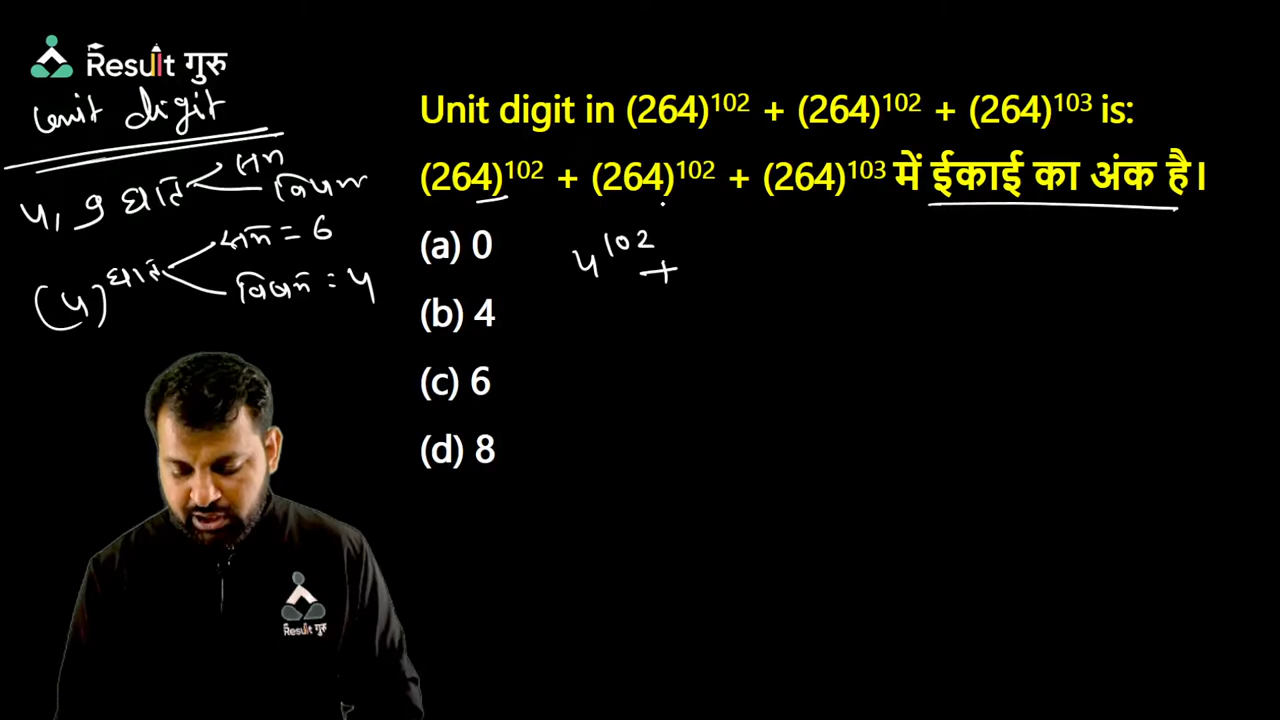 Result गुरु
unit digit
4, 9 घात सम
विषम
(4)घात सम = 6
विषम = 4
Unit digit in (264)¹⁰² + (264)¹⁰² + (264)¹⁰³ is:
(264)¹⁰² + (264)¹⁰² + (264)¹⁰³ में ईकाई का अंक है।
(a) 0
4¹⁰² +
(b) 4
(c) 6
(d) 8
Result गुरु